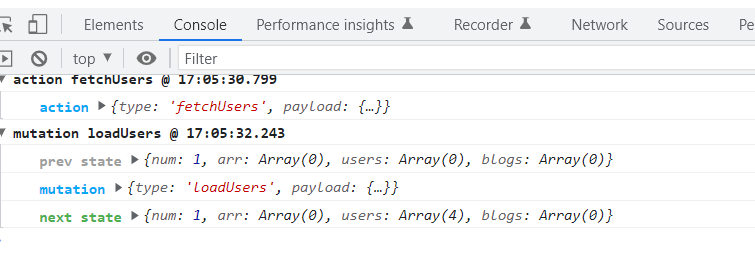 Elements Console Performance insights Recorder Network Sources Pe
top ▼ Filter
▼ action fetchUsers @ 17:05:30.799
action ▶ {type: 'fetchUsers', payload: {…}}
▼ mutation loadUsers @ 17:05:32.243
prev state ▶ {num: 1, arr: Array(0), users: Array(0), blogs: Array(0)}
mutation ▶ {type: 'loadUsers', payload: {…}}
next state ▶ {num: 1, arr: Array(0), users: Array(4), blogs: Array(0)}